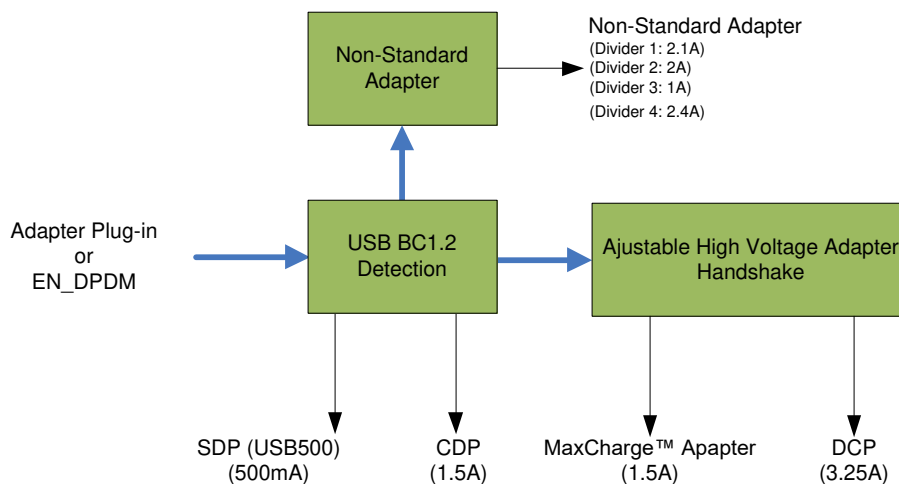 Non-Standard
Adapter
Non-Standard Adapter
(Divider 1: 2.1A)
(Divider 2: 2A)
(Divider 3: 1A)
(Divider 4: 2.4A)
Adapter Plug-in
or
EN_DPDM
USB BC1.2
Detection
Ajustable High Voltage Adapter
Handshake
SDP (USB500)
(500mA)
CDP
(1.5A)
MaxCharge™ Apapter
(1.5A)
DCP
(3.25A)